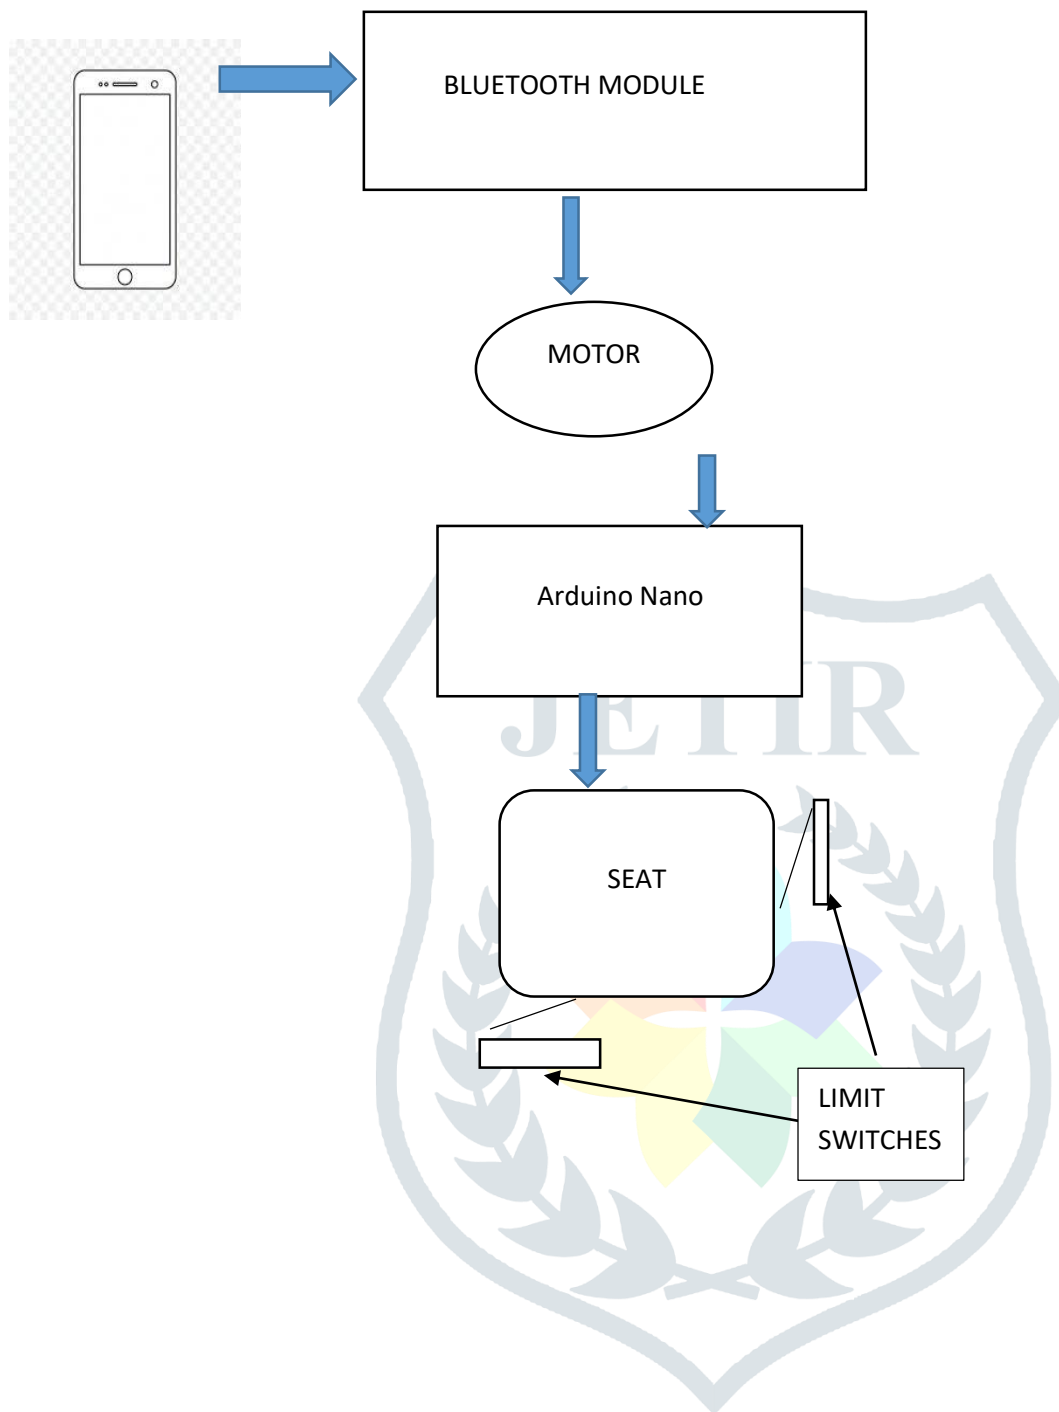 BLUETOOTH MODULE
MOTOR
Arduino Nano
JETIR
SEAT
LIMIT
SWITCHES